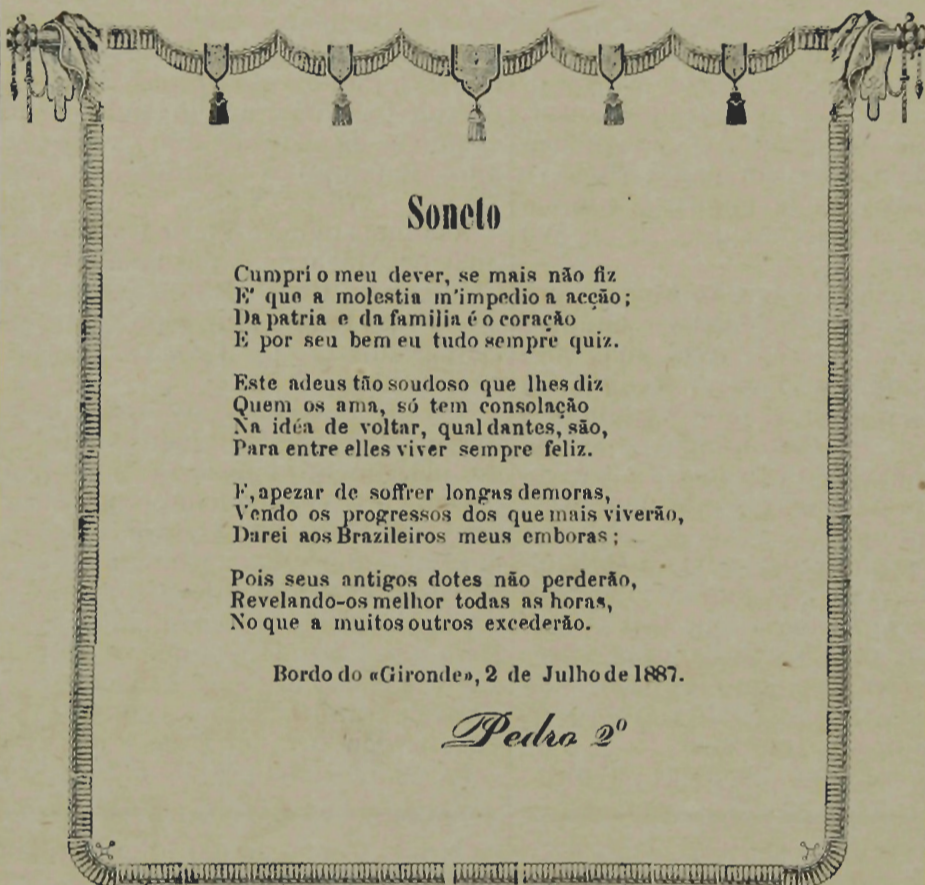 Soneto
Cumpri o meu dever, se mais não fiz
E' que a molestia m'impedio a acção;
Da patria e da familia é o coração
E por seu bem eu tudo sempre quiz.
Este adeus tão soudoso que lhes diz
Quem os ama, só tem consolação
Na idéa de voltar, qual dantes, são,
Para entre elles viver sempre feliz.
E, apezar de soffrer longas demoras,
Vendo os progressos dos que mais viverão,
Darei aos Brazileiros meus emboras;
Pois seus antigos dotes não perderão,
Revelando-os melhor todas as horas,
No que a muitos outros excederão.
Bordo do «Gironde», 2 de Julho de 1887.
Pedro 2º